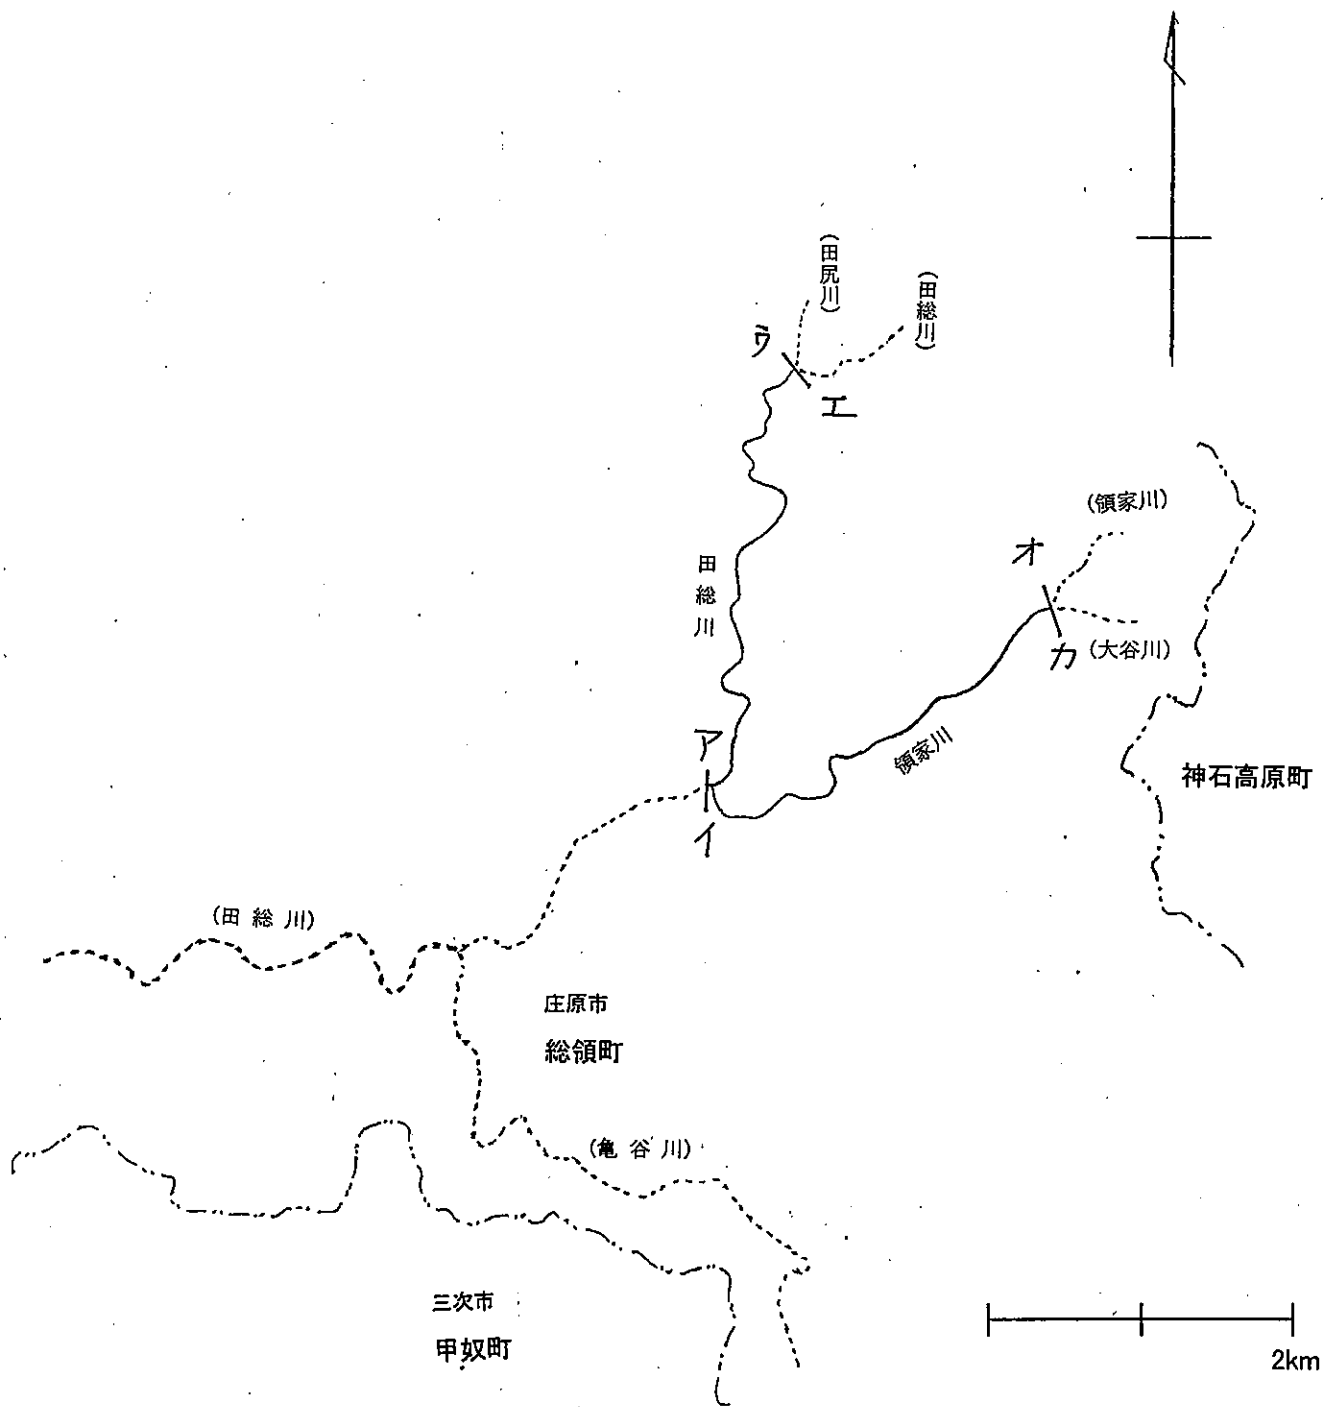 (田尻川)
(田総川)
ウ
エ
(領家川)
オ
田総川
カ
(大谷川)
ア
領家川
神石高原町
イ
(田総川)
庄原市
総領町
(亀谷川)
三次市
甲奴町
2km